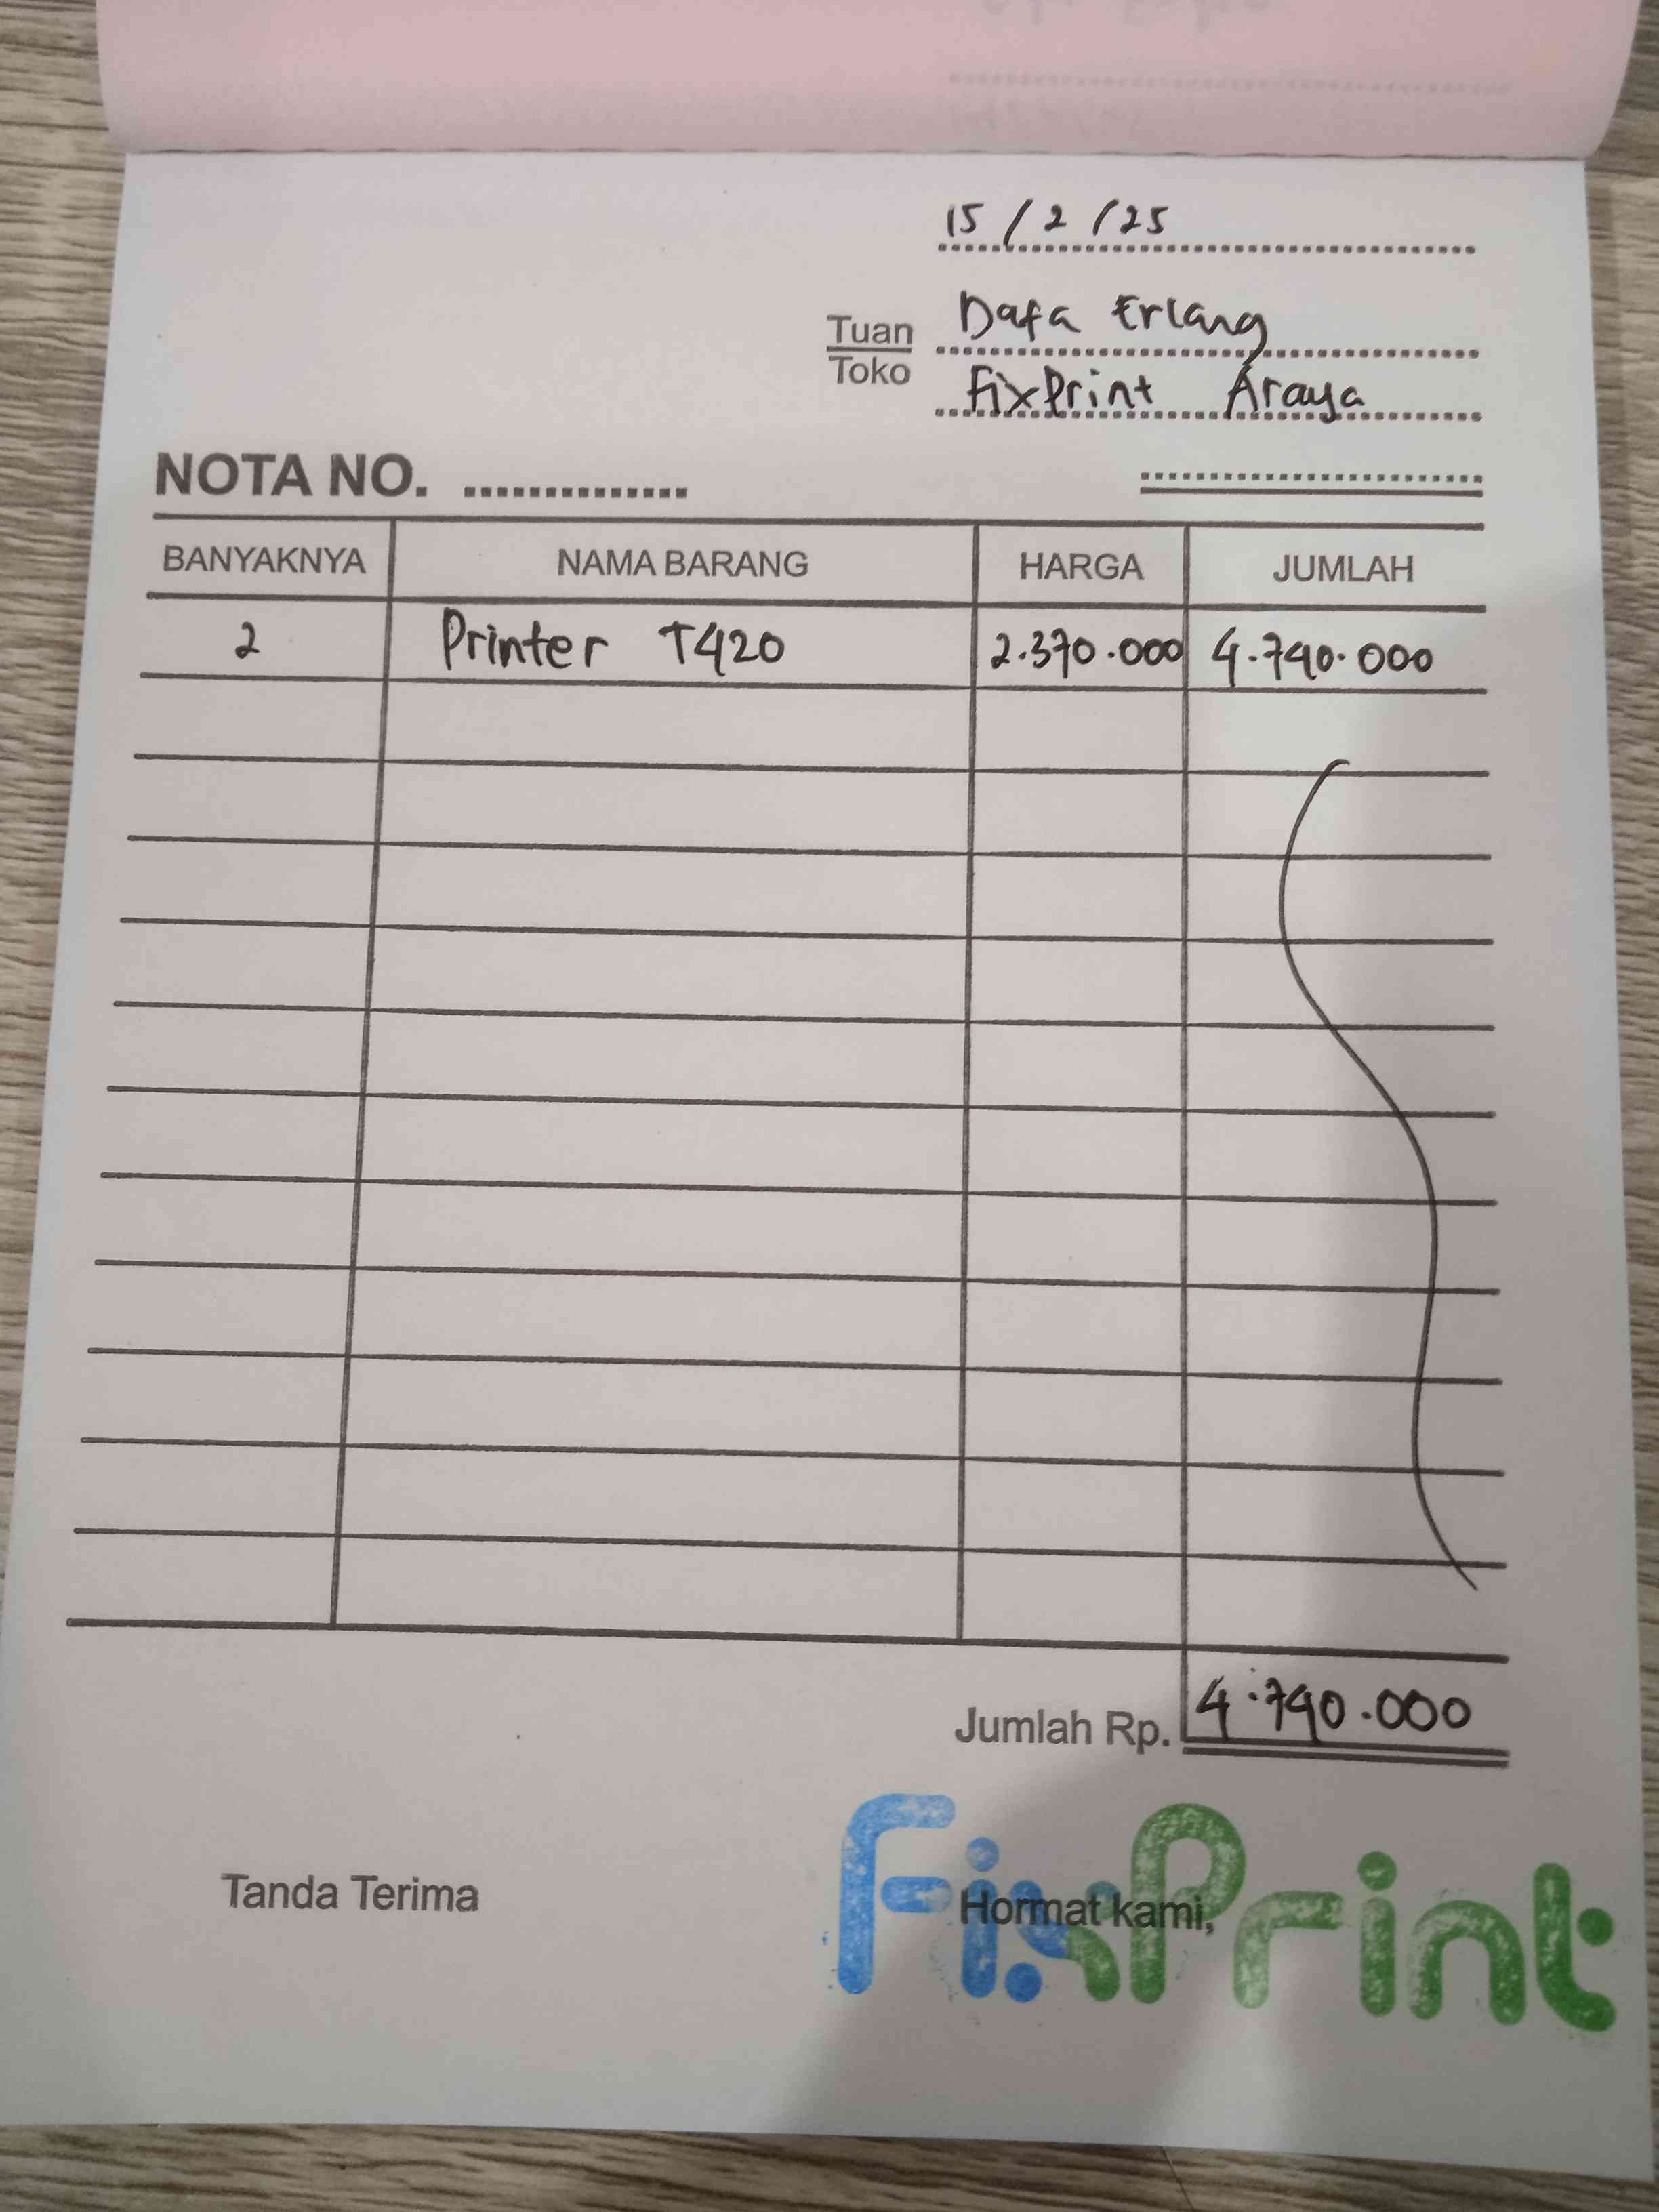 15 / 2 / 25
Tuan Dafa Erlang
Toko FixPrint Araya
NOTA NO. ..............
BANYAKNYA NAMA BARANG HARGA JUMLAH
2 Printer T420 2.370.000 4.740.000
Jumlah Rp. 4.740.000
Tanda Terima Hormat kami,
FixPrint